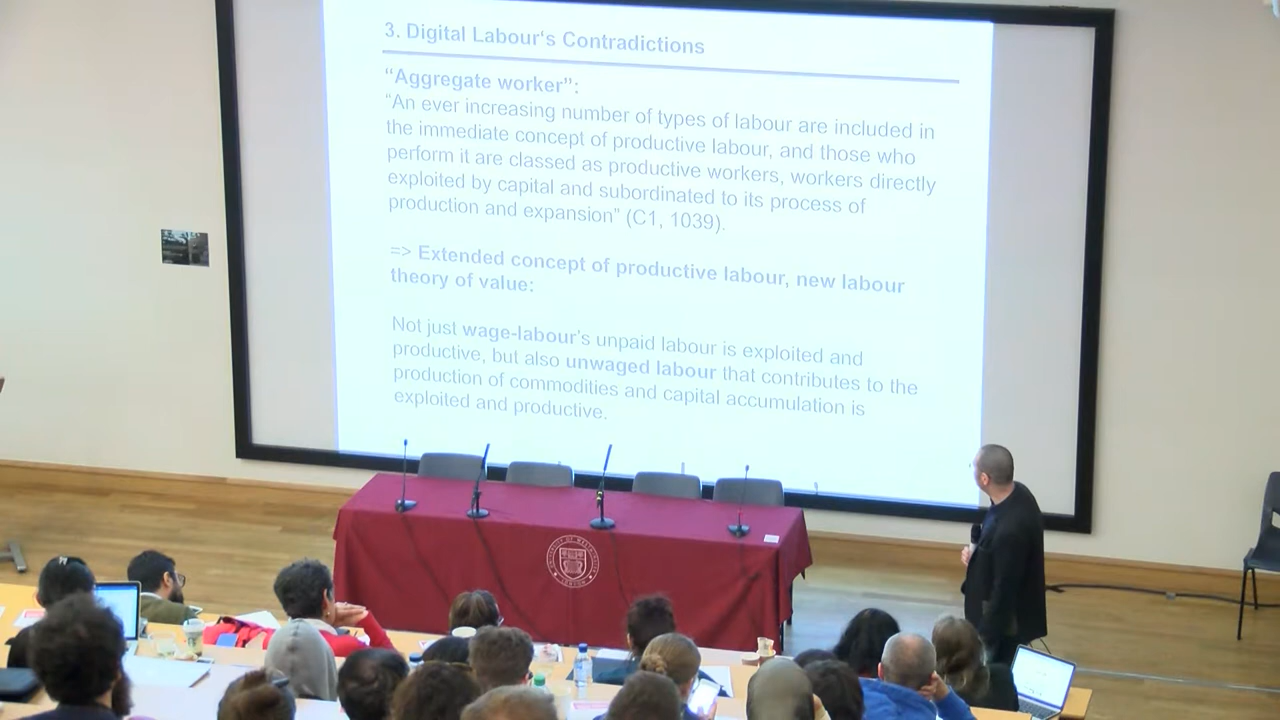 3. Digital Labour‘s Contradictions
“Aggregate worker”:
“An ever increasing number of types of labour are included in
the immediate concept of productive labour, and those who
perform it are classed as productive workers, workers directly
exploited by capital and subordinated to its process of
production and expansion” (C1, 1039).
=> Extended concept of productive labour, new labour
theory of value:
Not just wage-labour’s unpaid labour is exploited and
productive, but also unwaged labour that contributes to the
production of commodities and capital accumulation is
exploited and productive.